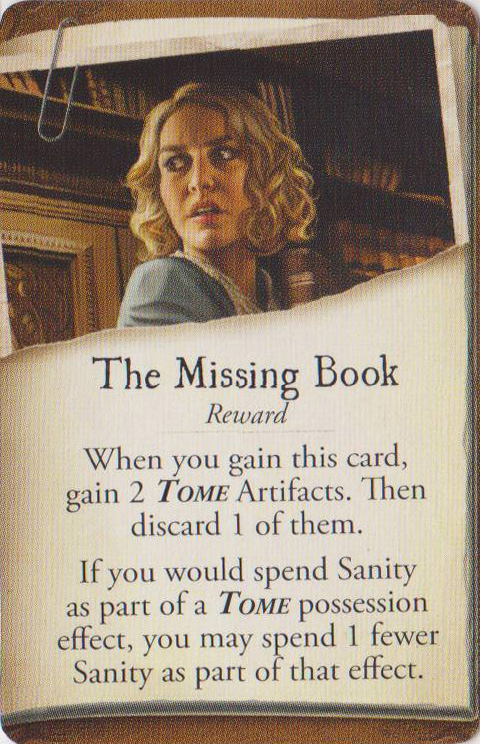 The Missing Book
Reward
When you gain this card,
gain 2 TOME Artifacts. Then
discard 1 of them.
If you would spend Sanity
as part of a TOME possession
effect, you may spend 1 fewer
Sanity as part of that effect.